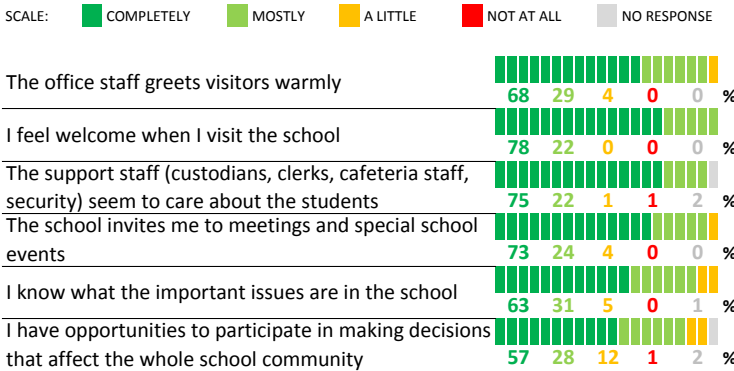 SCALE: COMPLETELY MOSTLY A LITTLE NOT AT ALL NO RESPONSE
The office staff greets visitors warmly
68 29 4 0 0 %
I feel welcome when I visit the school
78 22 0 0 0 %
The support staff (custodians, clerks, cafeteria staff,
security) seem to care about the students
75 22 1 1 2 %
The school invites me to meetings and special school
events
73 24 4 0 0 %
I know what the important issues are in the school
63 31 5 0 1 %
I have opportunities to participate in making decisions
that affect the whole school community
57 28 12 1 2 %